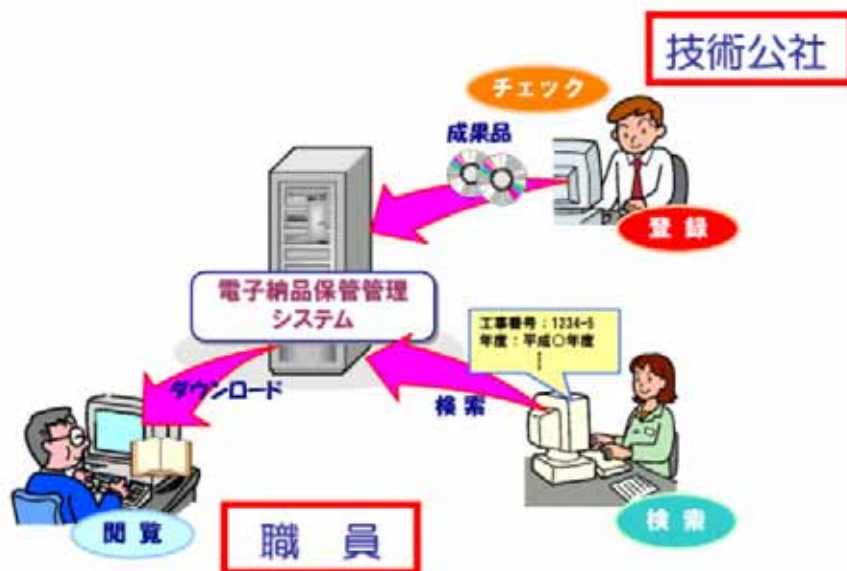 技術公社
チェック
成果品
登録
電子納品保管管理
システム
工事番号：1234-5
年度：平成〇年度
ダウンロード
検索
閲覧
職員
検索